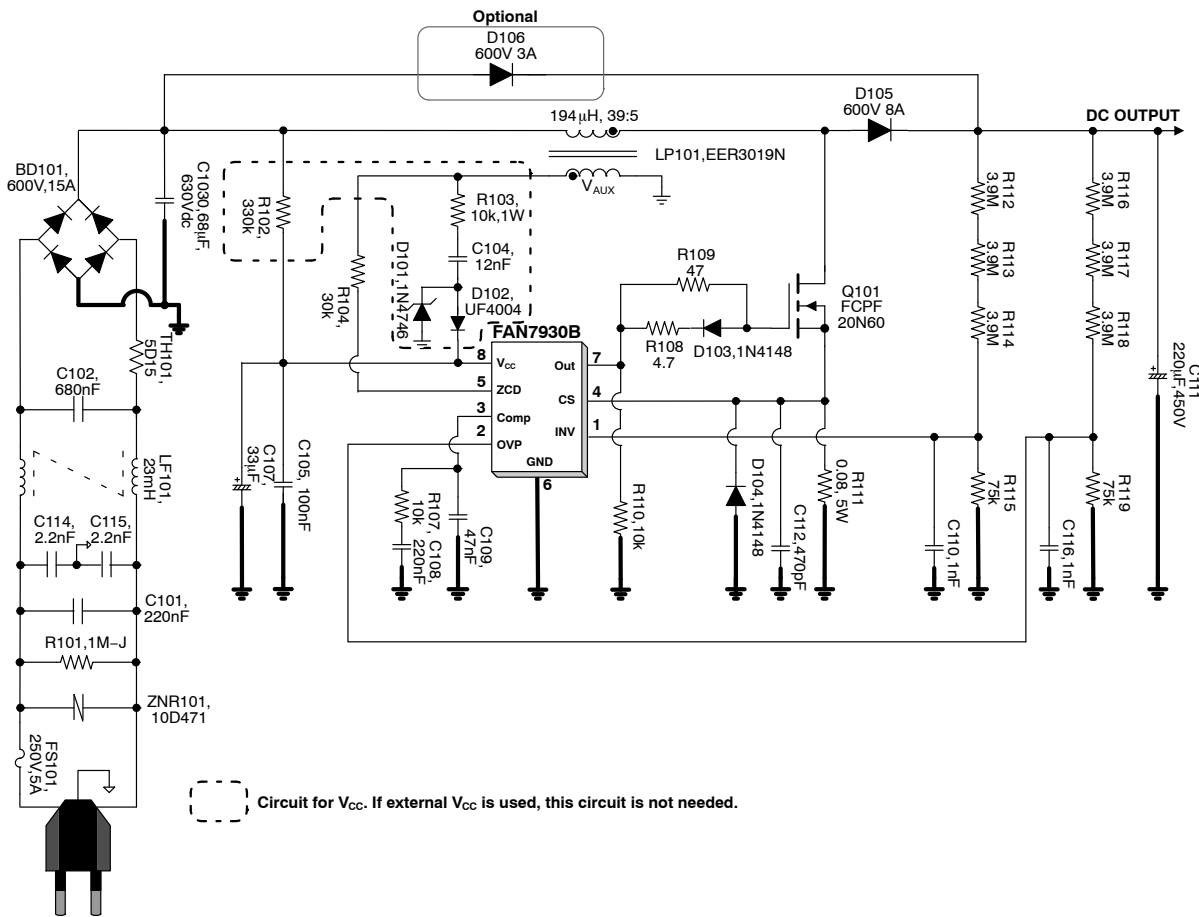 Optional
D106
600V 3A
D105
600V 8A
194μH, 39:5
DC OUTPUT
LP101,EER3019N
VAUX
BD101,
600V,15A
C1030,68μF,
630Vdc
R102,
330k
R103,
10k,1W
C104,
12nF
D101,1N4746
D102,
UF4004
R104,
30k
R109
47
R108
4.7
D103,1N4148
Q101
FCPF
20N60
R112
3.9M
R113
3.9M
R114
3.9M
R116
3.9M
R117
3.9M
R118
3.9M
C111
220μF,450V
+
FAN7930B
8
VCC
Out
7
5
ZCD
CS
4
3
Comp
INV
1
2
OVP
GND
6
TH101,
5D15
C102,
680nF
LF101,
23mH
C114,
2.2nF
C115,
2.2nF
C101,
220nF
R101,1M–J
ZNR101,
10D471
FS101,
250V,5A
+
C107,
33μF
C105, 100nF
R107,
10k
C108,
220nF
C109,
47nF
R110,10k
D104,1N4148
C112,470pF
R111
0.08, 5W
C110,1nF
R115
75k
C116,1nF
R119
75k
Circuit for VCC. If external VCC is used, this circuit is not needed.